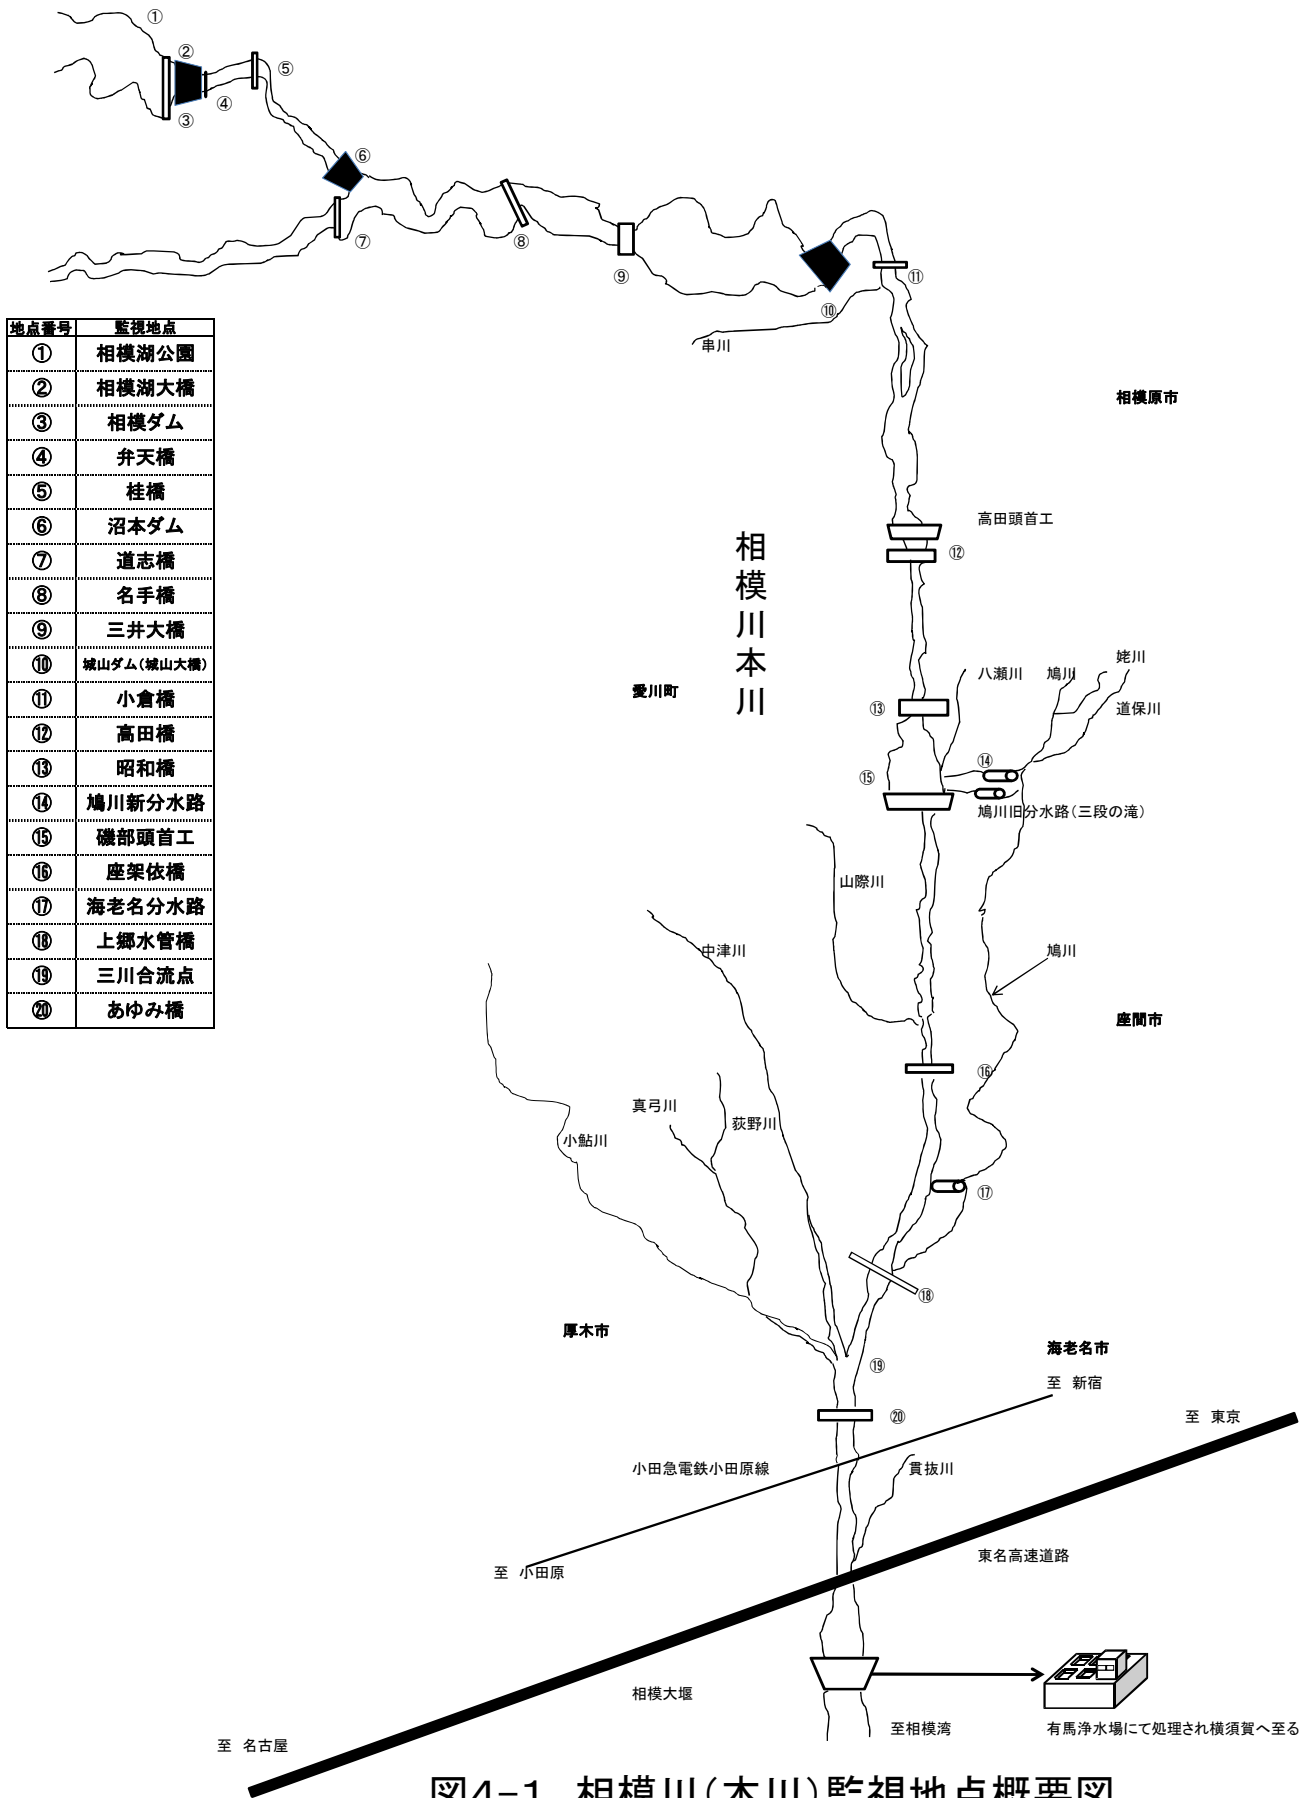 ①
②
③
④
⑤
⑥
⑦
⑧
⑨
⑩
⑪
串川
地点番号 監視地点
① 相模湖公園
② 相模湖大橋
③ 相模ダム
④ 弁天橋
⑤ 桂橋
⑥ 沼本ダム
⑦ 道志橋
⑧ 名手橋
⑨ 三井大橋
⑩ 城山ダム(城山大橋)
⑪ 小倉橋
⑫ 高田橋
⑬ 昭和橋
⑭ 鳩川新分水路
⑮ 磯部頭首工
⑯ 座架依橋
⑰ 海老名分水路
⑱ 上郷水管橋
⑲ 三川合流点
⑳ あゆみ橋
相模原市
高田頭首工
⑫
相模川本川
愛川町
八瀬川
鳩川
姥川
道保川
⑬
⑭
⑮
鳩川旧分水路(三段の滝)
山際川
中津川
鳩川
座間市
⑯
真弓川
荻野川
小鮎川
⑰
⑱
厚木市
海老名市
⑲
至 新宿
⑳
至 東京
小田急電鉄小田原線
貫抜川
東名高速道路
至 小田原
相模大堰
至相模湾
有馬浄水場にて処理され横須賀へ至る
至 名古屋
図4-1 相模川(本川)監視地点概要図